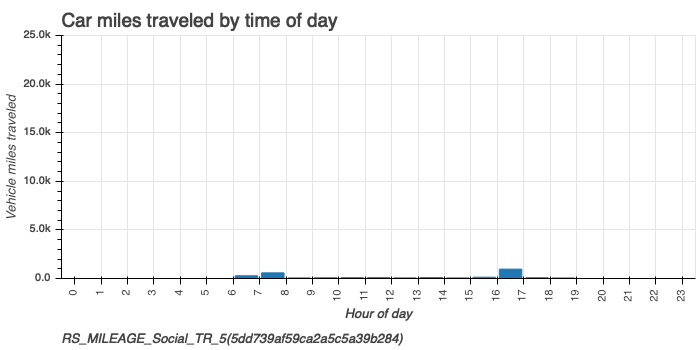 Car miles traveled by time of day
25.0k
20.0k
15.0k
10.0k
5.0k
0.0
Vehicle miles traveled
0 1 2 3 4 5 6 7 8 9 10 11 12 13 14 15 16 17 18 19 20 21 22 23
Hour of day
RS_MILEAGE_Social_TR_5(5dd739af59ca2a5c5a39b284)